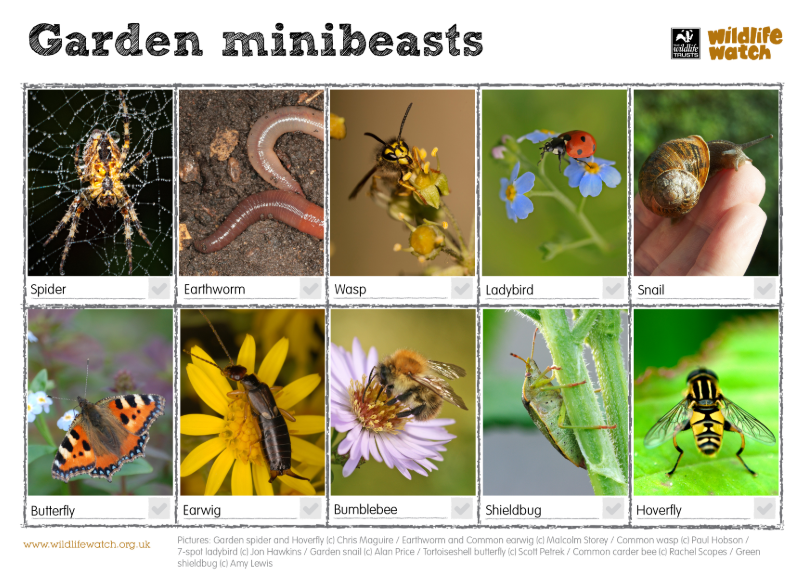 Garden minibeasts
THE
wildlife
TRUSTS
wildlife
watch
Spider
Earthworm
Wasp
Ladybird
Snail
Butterfly
Earwig
Bumblebee
Shieldbug
Hoverfly
www.wildlifewatch.org.uk
Pictures: Garden spider and Hoverfly (c) Chris Maguire / Earthworm and Common earwig (c) Malcolm Storey / Common wasp (c) Paul Hobson /
7-spot ladybird (c) Jon Hawkins / Garden snail (c) Alan Price / Tortoiseshell butterfly (c) Scott Petrek / Common carder bee (c) Rachel Scopes / Green
shieldbug (c) Amy Lewis